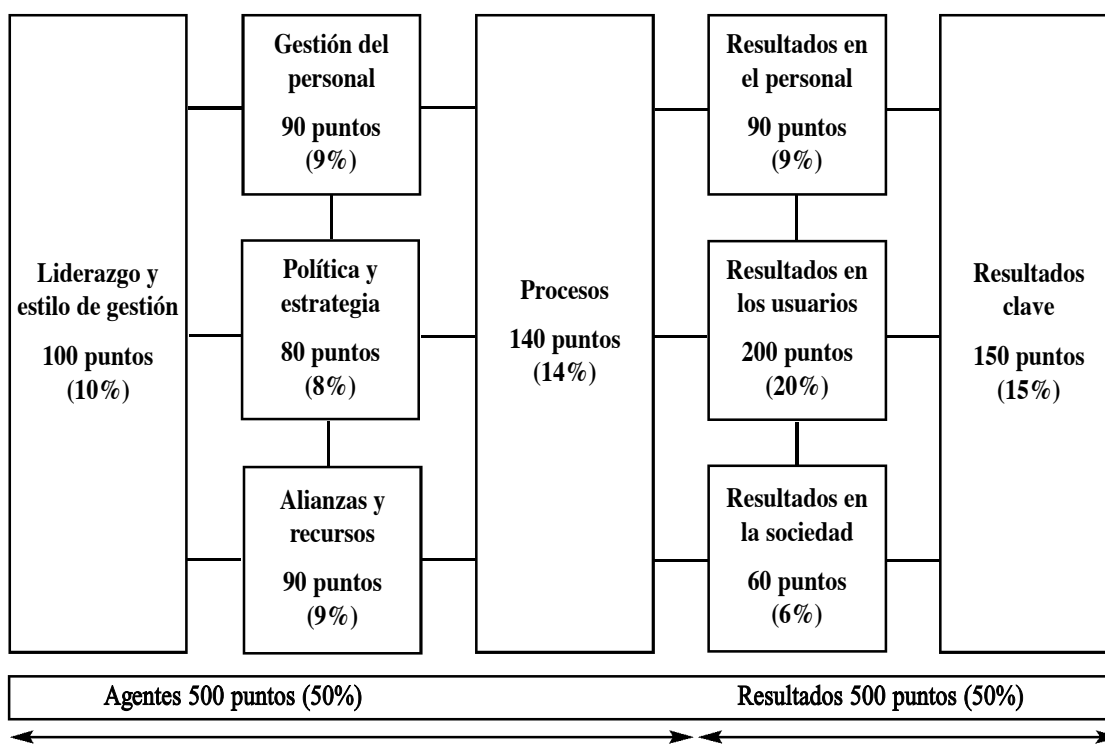 Liderazgo y
estilo de gestión
100 puntos
(10%)
Gestión del
personal
90 puntos
(9%)
Política y
estrategia
80 puntos
(8%)
Alianzas y
recursos
90 puntos
(9%)
Procesos
140 puntos
(14%)
Resultados en
el personal
90 puntos
(9%)
Resultados en
los usuarios
200 puntos
(20%)
Resultados en
la sociedad
60 puntos
(6%)
Resultados
clave
150 puntos
(15%)
Agentes 500 puntos (50%)
Resultados 500 puntos (50%)